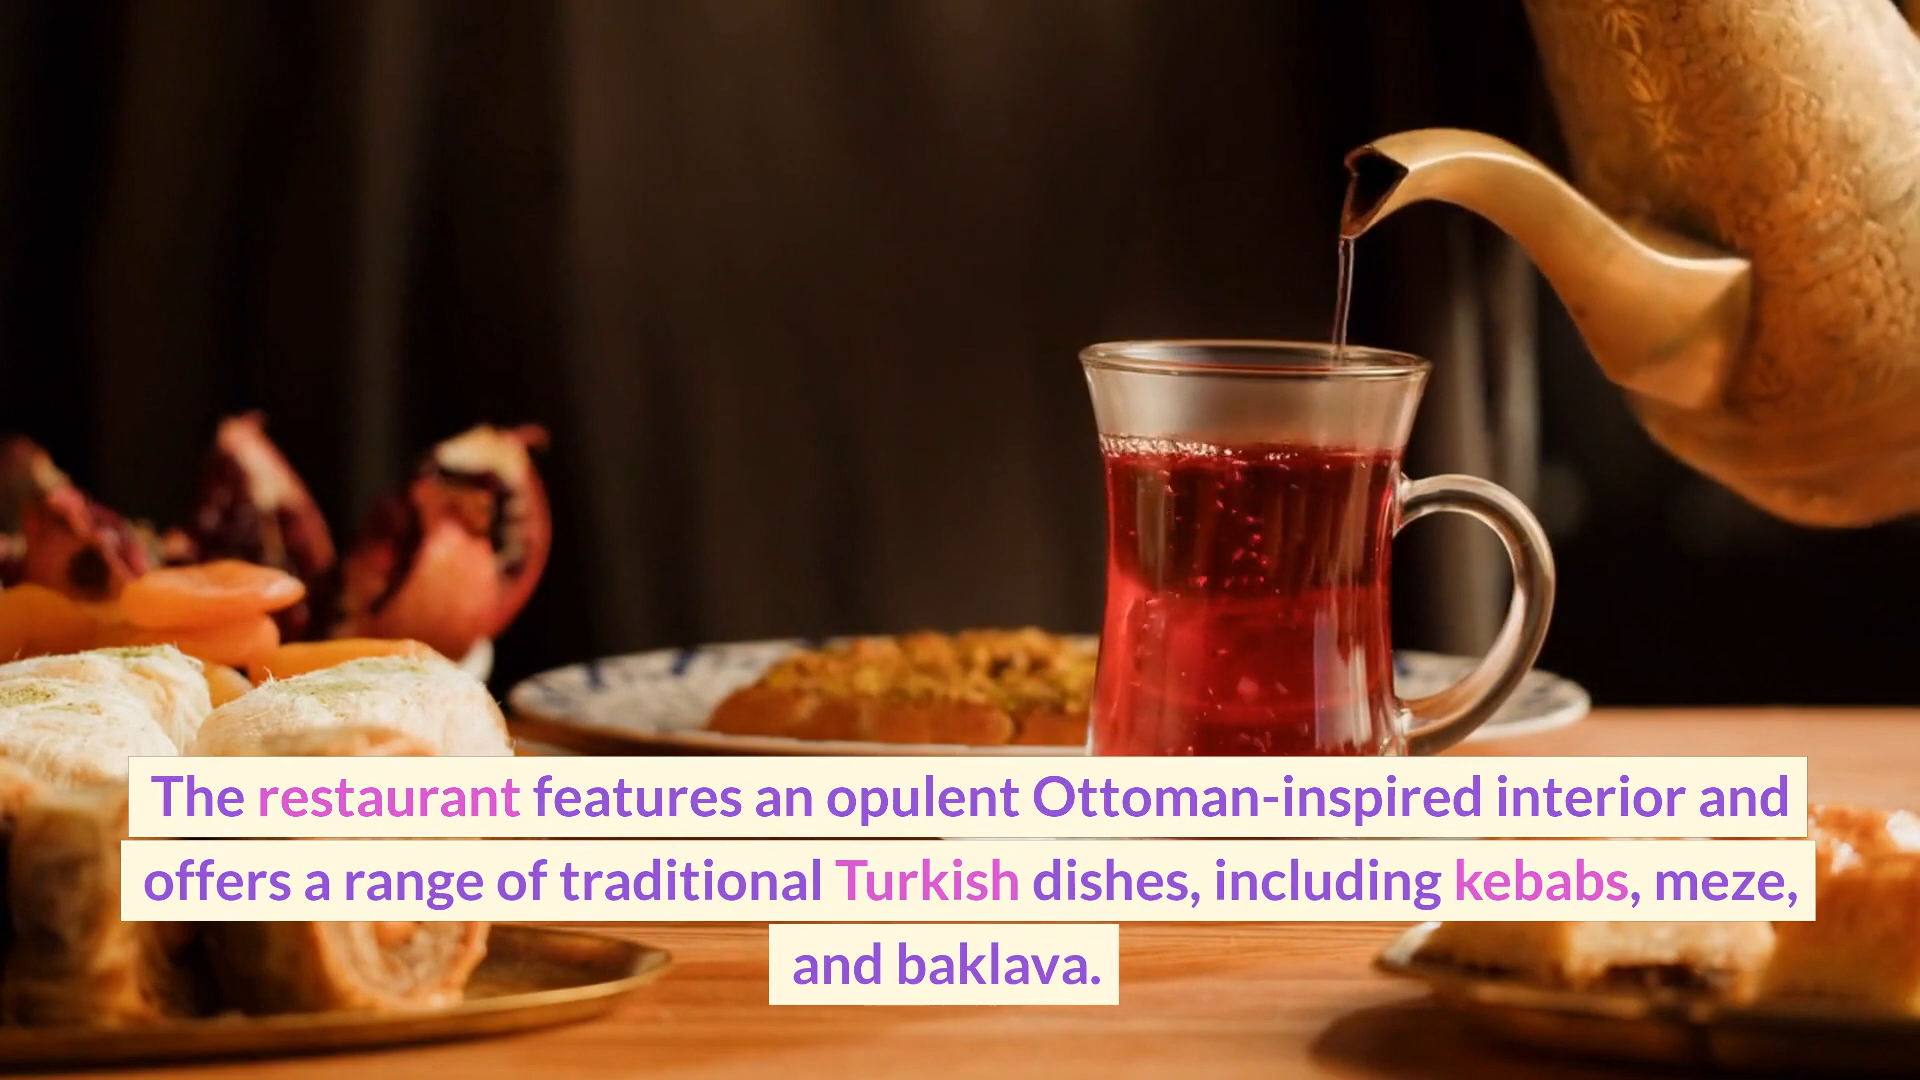 The restaurant features an opulent Ottoman-inspired interior and
offers a range of traditional Turkish dishes, including kebabs, meze,
and baklava.